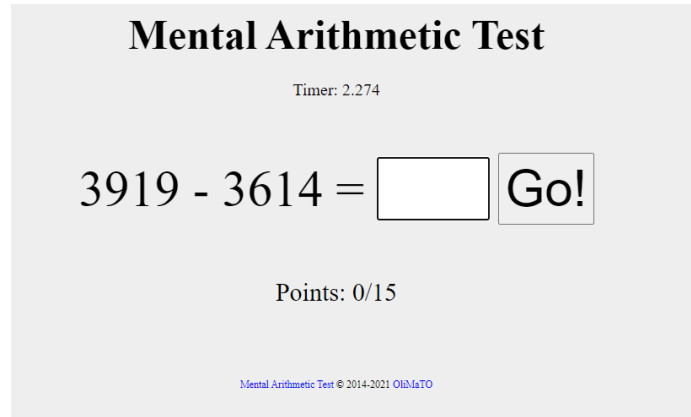 Mental Arithmetic Test
Timer: 2.274
3919 - 3614 = Go!
Points: 0/15
Mental Arithmetic Test © 2014-2021 OliMaTO